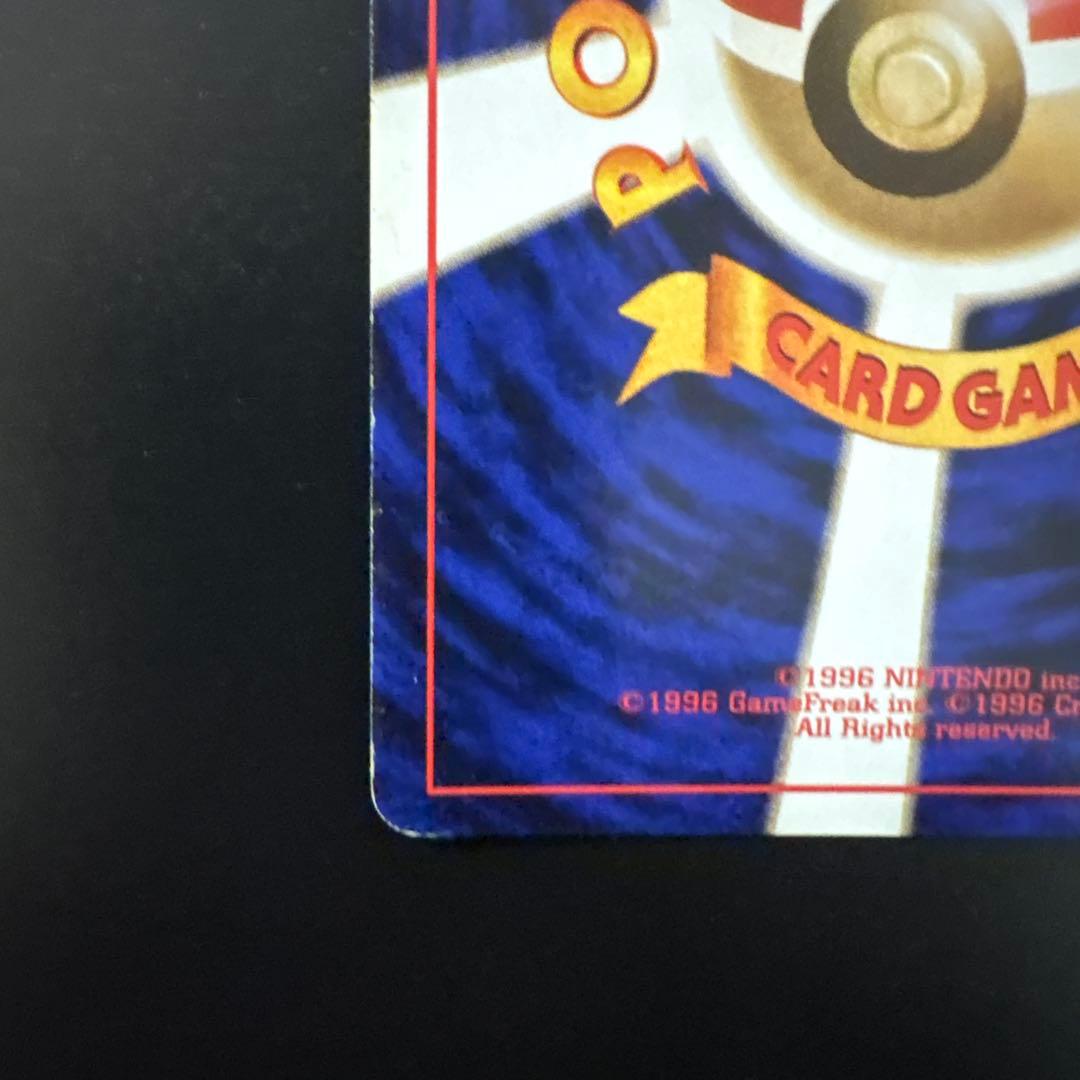 PO
CARD GAM
©1996 NINTENDO inc
©1996 GameFreak inc. ©1996 Cr
All Rights reserved.